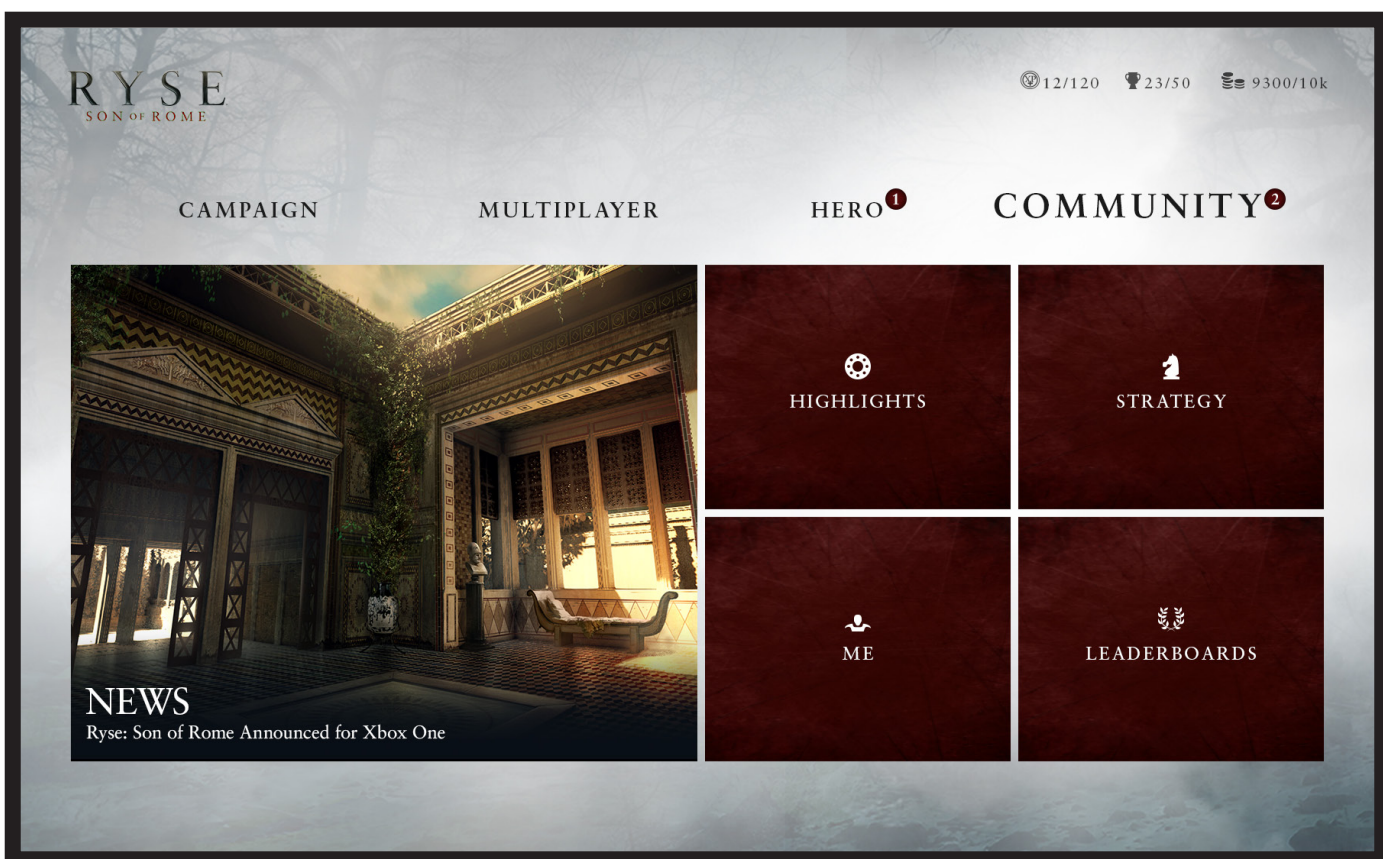 RYSE
SON OF ROME
12/120 23/50 9300/10k
CAMPAIGN MULTIPLAYER HERO 1 COMMUNITY 2
HIGHLIGHTS STRATEGY
ME LEADERBOARDS
NEWS
Ryse: Son of Rome Announced for Xbox One